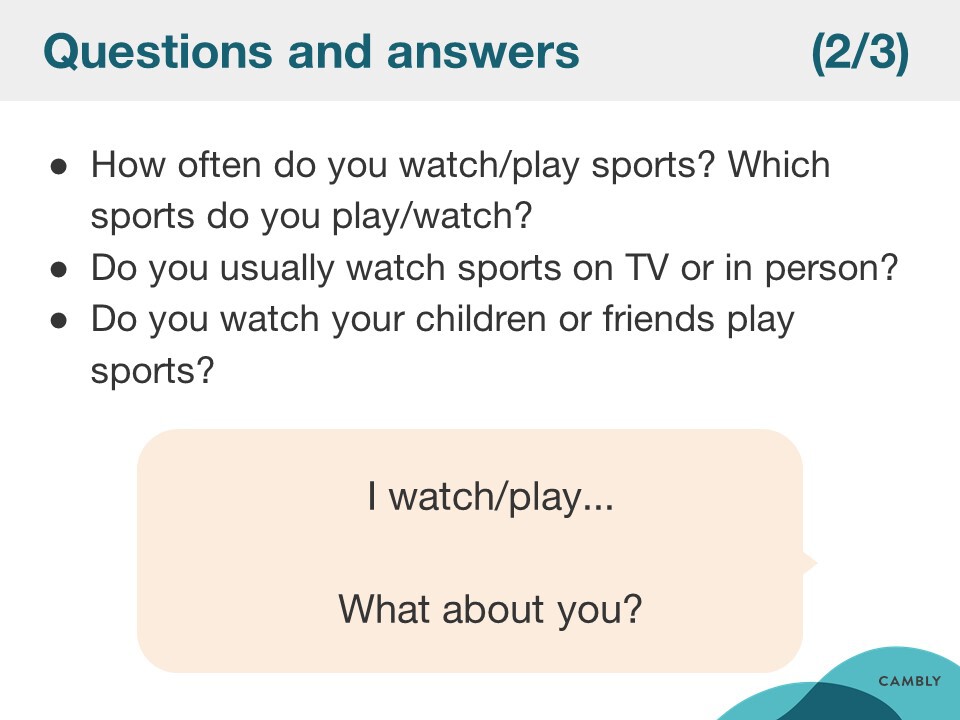 Questions and answers (2/3)
● How often do you watch/play sports? Which
sports do you play/watch?
● Do you usually watch sports on TV or in person?
● Do you watch your children or friends play
sports?
I watch/play...
What about you?
CAMBLY